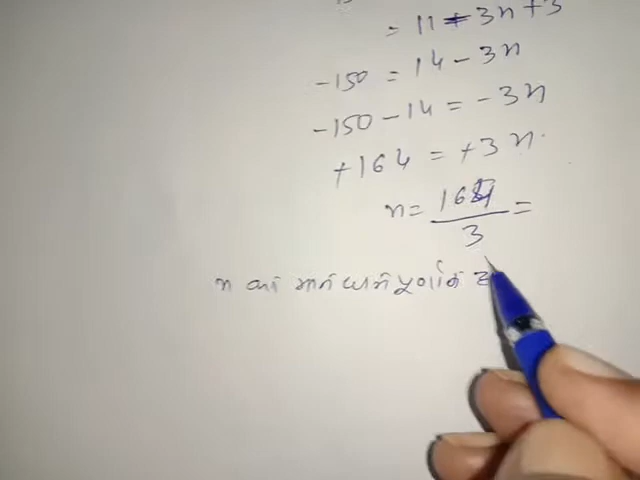 = 11 - 3n + 3
-150 = 14 - 3n
-150 - 14 = -3n
+164 = +3n.
n = 164/3 =